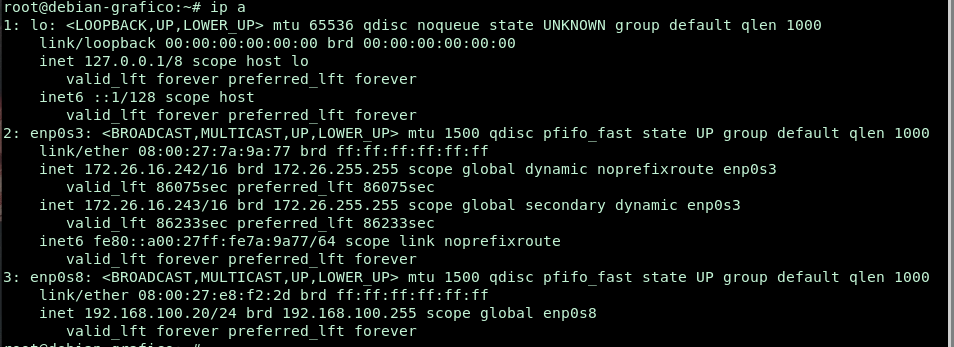 root@debian-grafico:~# ip a
1: lo: <LOOPBACK,UP,LOWER_UP> mtu 65536 qdisc noqueue state UNKNOWN group default qlen 1000
    link/loopback 00:00:00:00:00:00 brd 00:00:00:00:00:00
    inet 127.0.0.1/8 scope host lo
       valid_lft forever preferred_lft forever
    inet6 ::1/128 scope host
       valid_lft forever preferred_lft forever
2: enp0s3: <BROADCAST,MULTICAST,UP,LOWER_UP> mtu 1500 qdisc pfifo_fast state UP group default qlen 1000
    link/ether 08:00:27:7a:9a:77 brd ff:ff:ff:ff:ff:ff
    inet 172.26.16.242/16 brd 172.26.255.255 scope global dynamic noprefixroute enp0s3
       valid_lft 86075sec preferred_lft 86075sec
    inet 172.26.16.243/16 brd 172.26.255.255 scope global secondary dynamic enp0s3
       valid_lft 86233sec preferred_lft 86233sec
    inet6 fe80::a00:27ff:fe7a:9a77/64 scope link noprefixroute
       valid_lft forever preferred_lft forever
3: enp0s8: <BROADCAST,MULTICAST,UP,LOWER_UP> mtu 1500 qdisc pfifo_fast state UP group default qlen 1000
    link/ether 08:00:27:e8:f2:2d brd ff:ff:ff:ff:ff:ff
    inet 192.168.100.20/24 brd 192.168.100.255 scope global enp0s8
       valid_lft forever preferred_lft forever